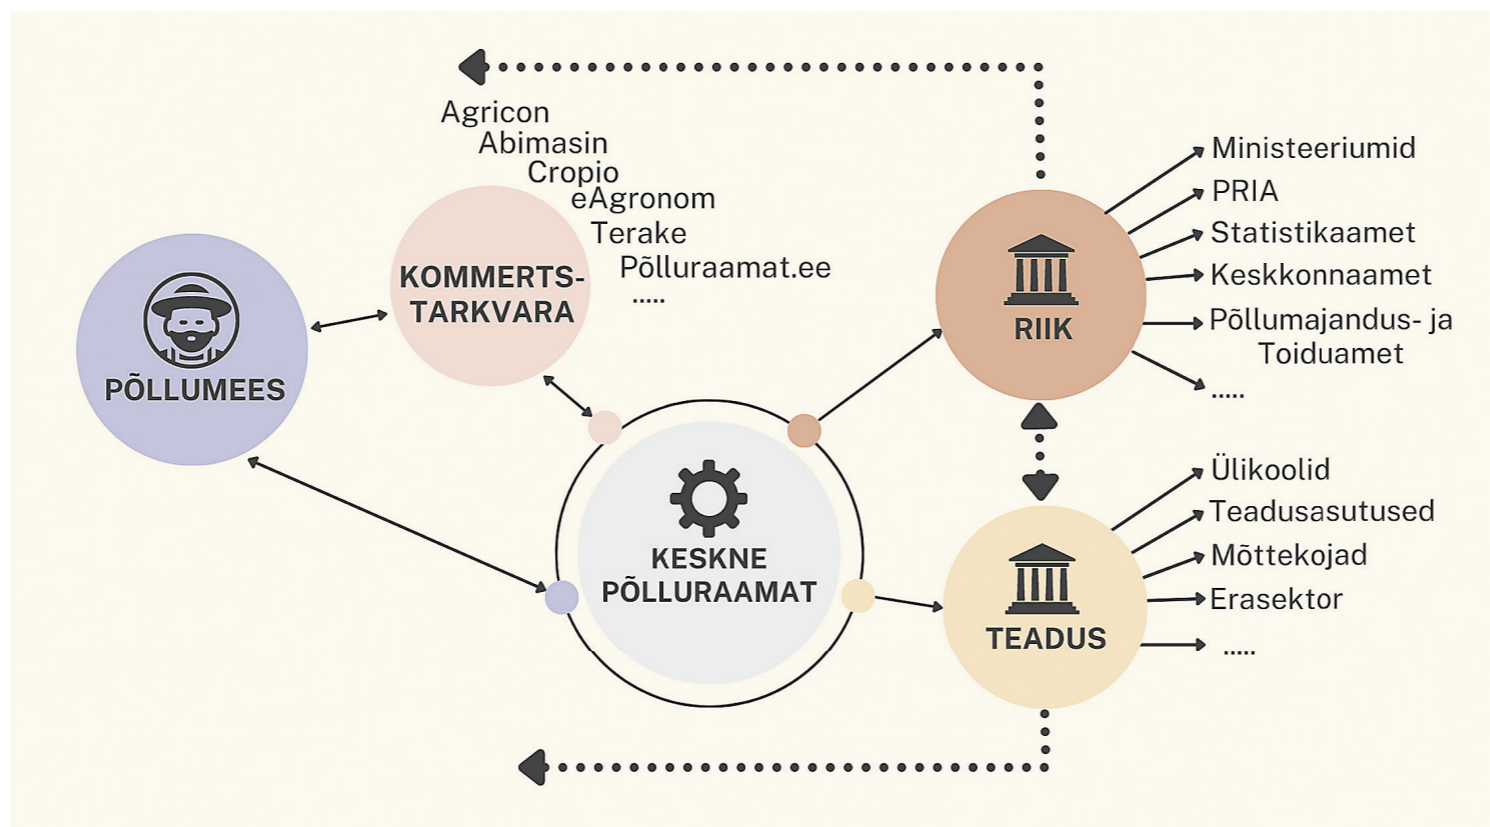 Agricon
Abimasin
Cropio
eAgronom
Terake
Põlluraamat.ee
.....
KOMMERTS-
TARKVARA
PÕLLUMEES
KESKNE
PÕLLURAAMAT
RIIK
Ministeeriumid
PRIA
Statistikaamet
Keskkonnaamet
Põllumajandus- ja
Toiduamet
.....
TEADUS
Ülikoolid
Teadusasutused
Mõttekojad
Erasektor
.....